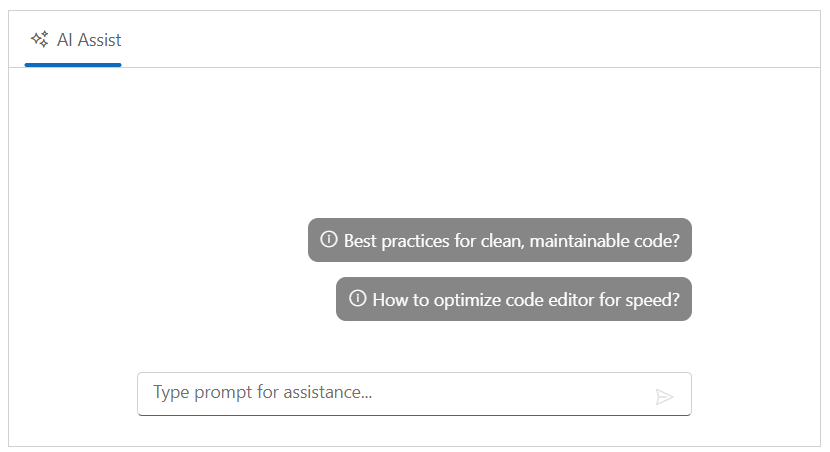 AI Assist
Best practices for clean, maintainable code?
How to optimize code editor for speed?
Type prompt for assistance...